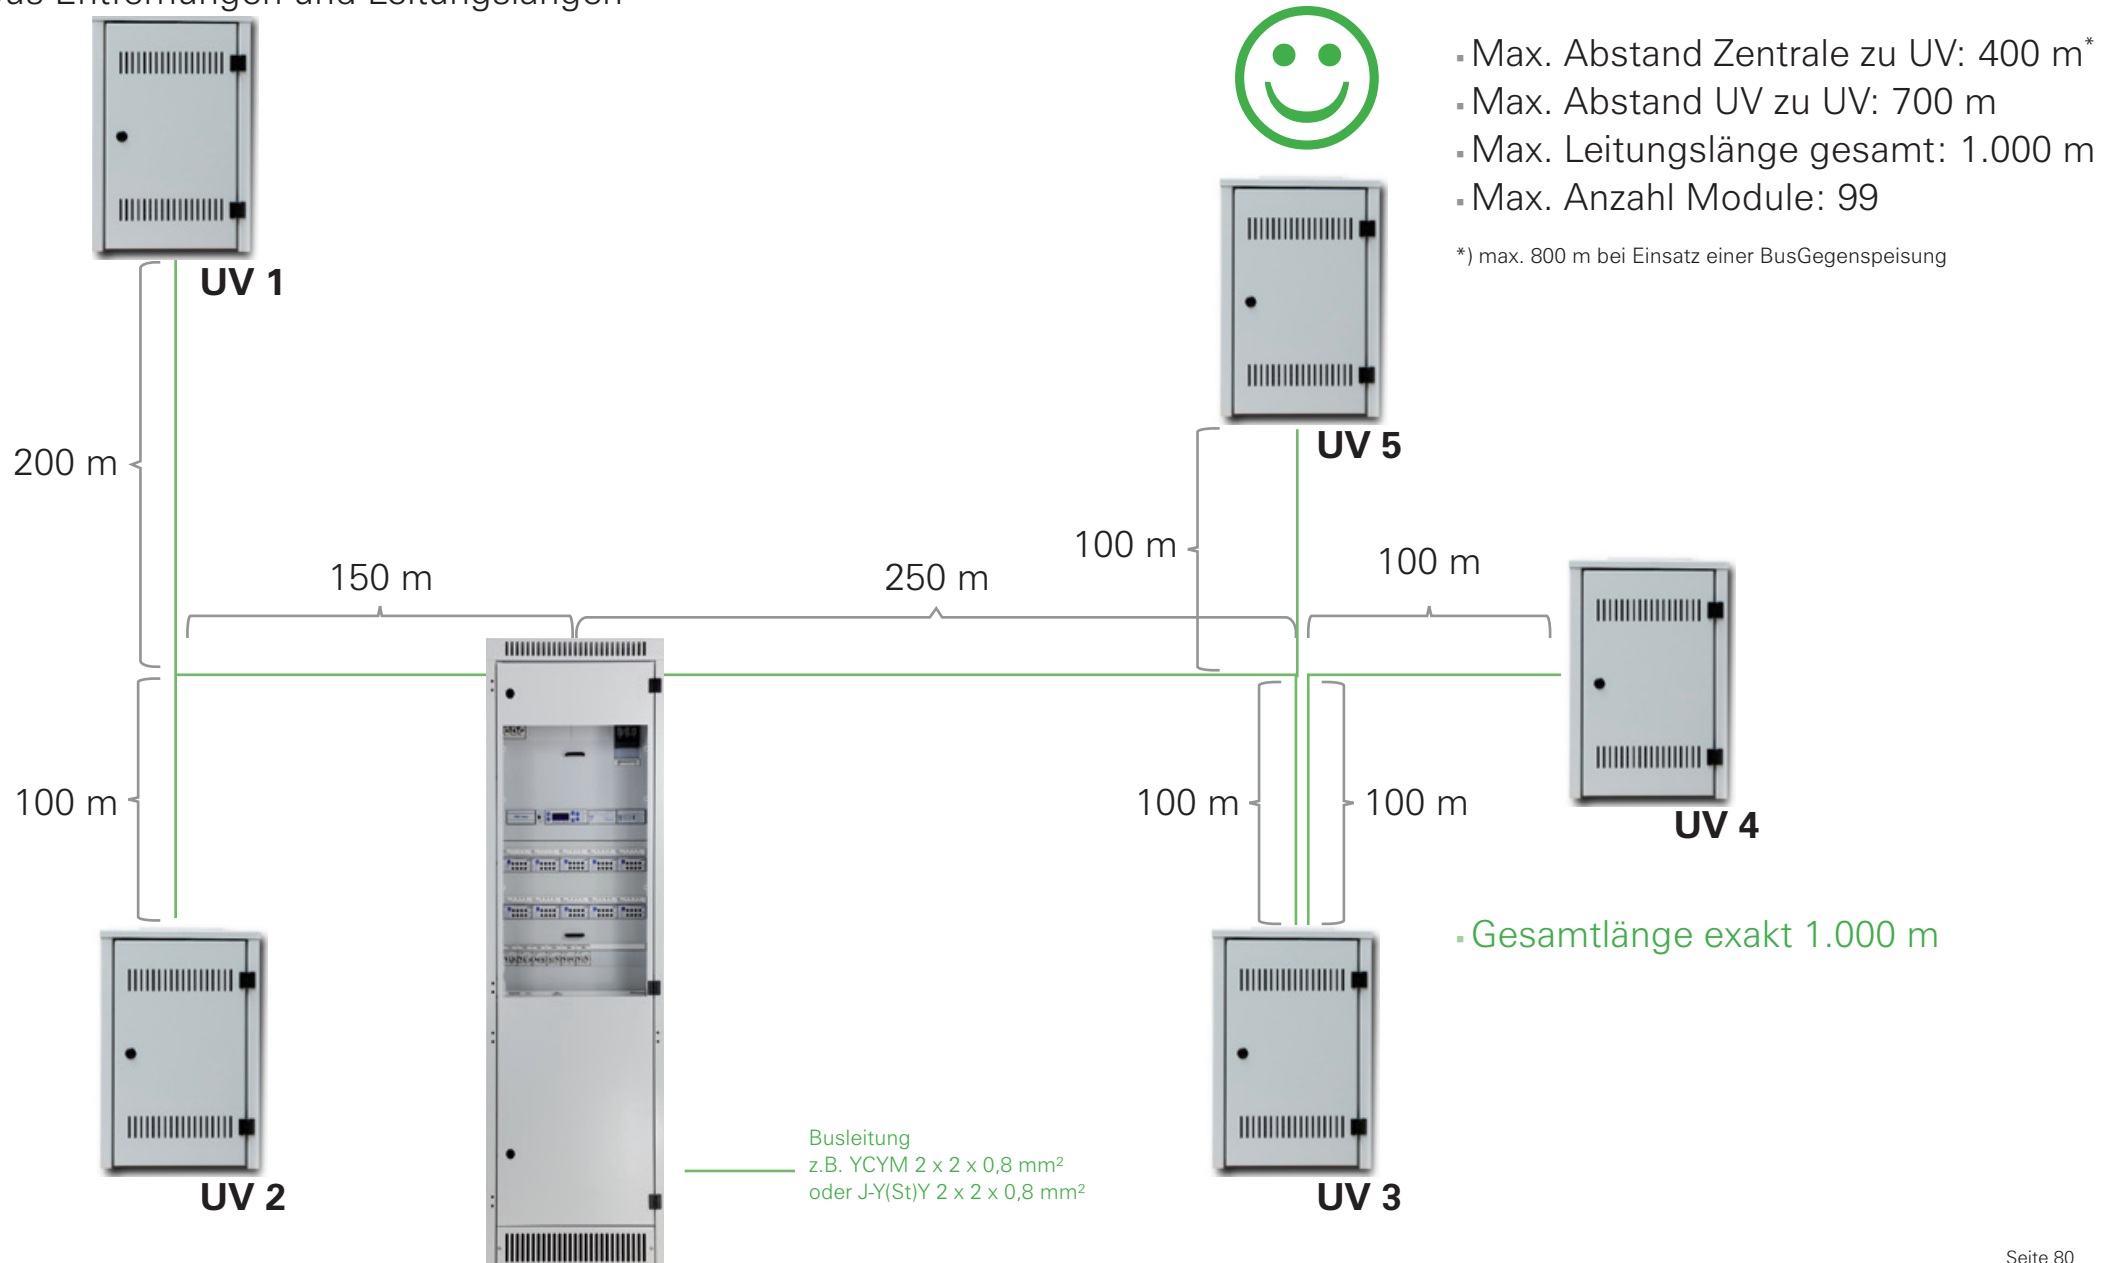 Entfernungen und Leitungslängen
▪ Max. Abstand Zentrale zu UV: 400 m*
▪ Max. Abstand UV zu UV: 700 m
▪ Max. Leitungslänge gesamt: 1.000 m
▪ Max. Anzahl Module: 99
*) max. 800 m bei Einsatz einer BusGegenspeisung
UV 1
UV 5
200 m
150 m
250 m
100 m
100 m
100 m
100 m
100 m
UV 4
▪ Gesamtlänge exakt 1.000 m
Busleitung
z.B. YCYM 2 x 2 x 0,8 mm²
oder J-Y(St)Y 2 x 2 x 0,8 mm²
UV 2
UV 3
Seite 80